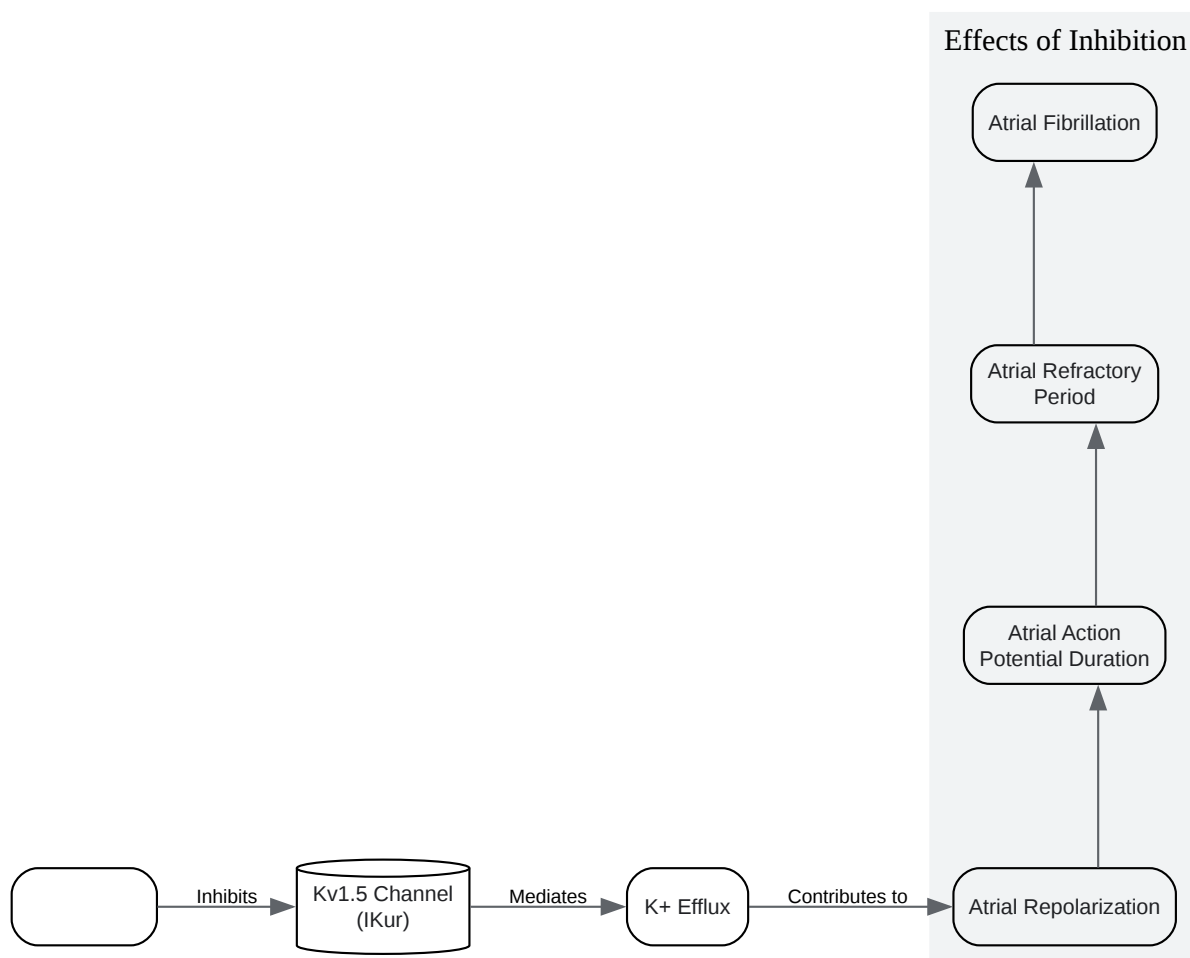 Effects of Inhibition
Atrial Fibrillation
Atrial Refractory
Period
Atrial Action
Potential Duration
Inhibits
Kv1.5 Channel
(IKur)
Mediates
K+ Efflux
Contributes to
Atrial Repolarization